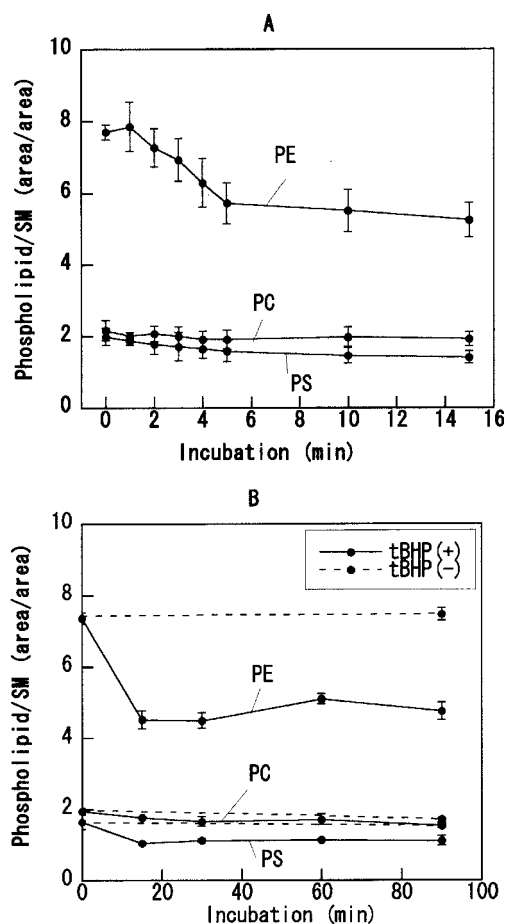 A
Phospholipid/SM (area/area)
10
8
6
4
2
0
PE
PC
PS
0 2 4 6 8 10 12 14 16
Incubation (min)
B
Phospholipid/SM (area/area)
10
8
6
4
2
0
tBHP(+)
tBHP(-)
PE
PC
PS
0 20 40 60 80 100
Incubation (min)